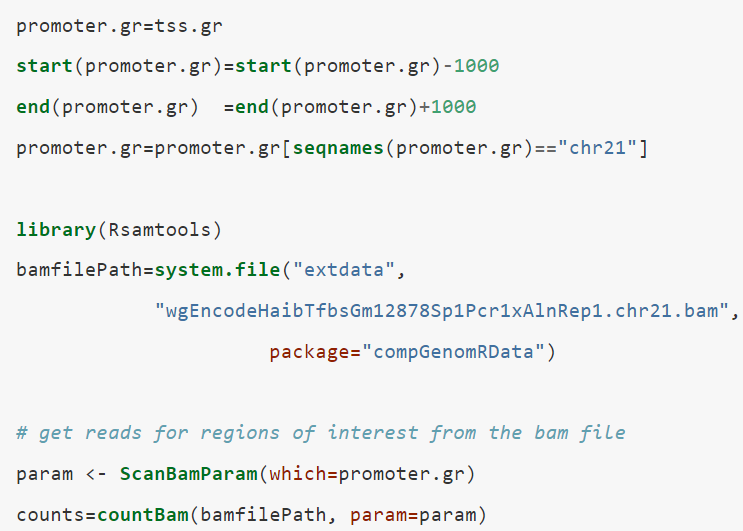 promoter.gr=tss.gr
start(promoter.gr)=start(promoter.gr)-1000
end(promoter.gr)  =end(promoter.gr)+1000
promoter.gr=promoter.gr[seqnames(promoter.gr)=="chr21"]
library(Rsamtools)
bamfilePath=system.file("extdata",
"wgEncodeHaibTfbsGm12878Sp1Pcr1xAlnRep1.chr21.bam",
package="compGenomRData")
# get reads for regions of interest from the bam file
param <- ScanBamParam(which=promoter.gr)
counts=countBam(bamfilePath, param=param)